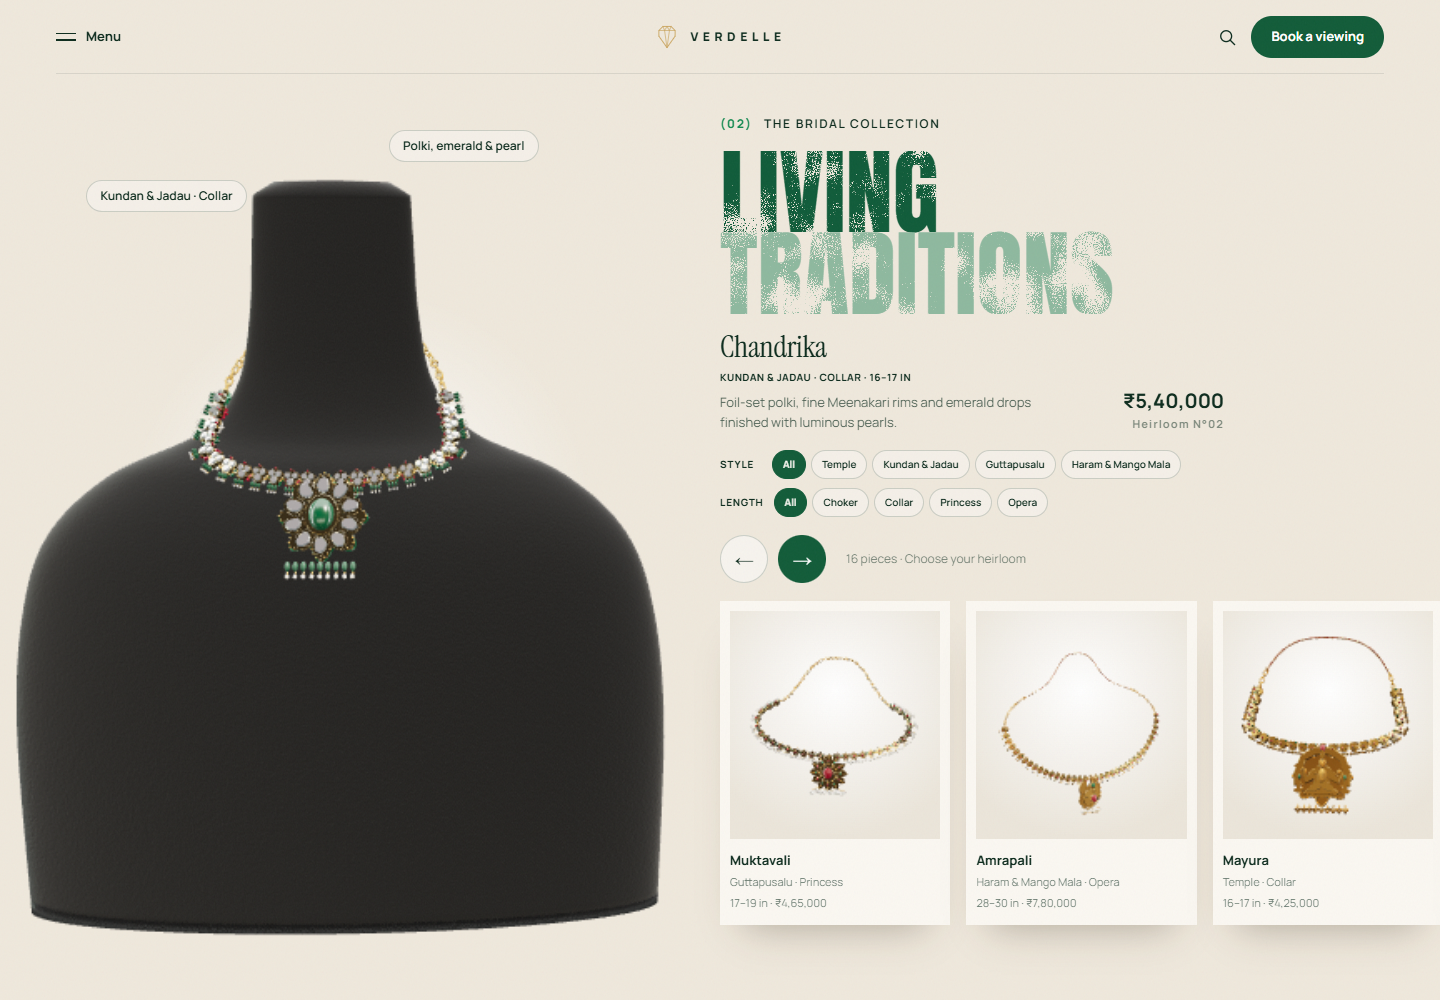 Menu
VERDELLE
Book a viewing
Polki, emerald & pearl
Kundan & Jadau · Collar
(02) THE BRIDAL COLLECTION
LIVING
TRADITIONS
Chandrika
KUNDAN & JADAU · COLLAR · 16–17 IN
Foil-set polki, fine Meenakari rims and emerald drops
finished with luminous pearls.
₹5,40,000
Heirloom N°02
STYLE All Temple Kundan & Jadau Guttapusalu Haram & Mango Mala
LENGTH All Choker Collar Princess Opera
← → 16 pieces · Choose your heirloom
Muktavali
Guttapusalu · Princess
17–19 in · ₹4,65,000
Amrapali
Haram & Mango Mala · Opera
28–30 in · ₹7,80,000
Mayura
Temple · Collar
16–17 in · ₹4,25,000